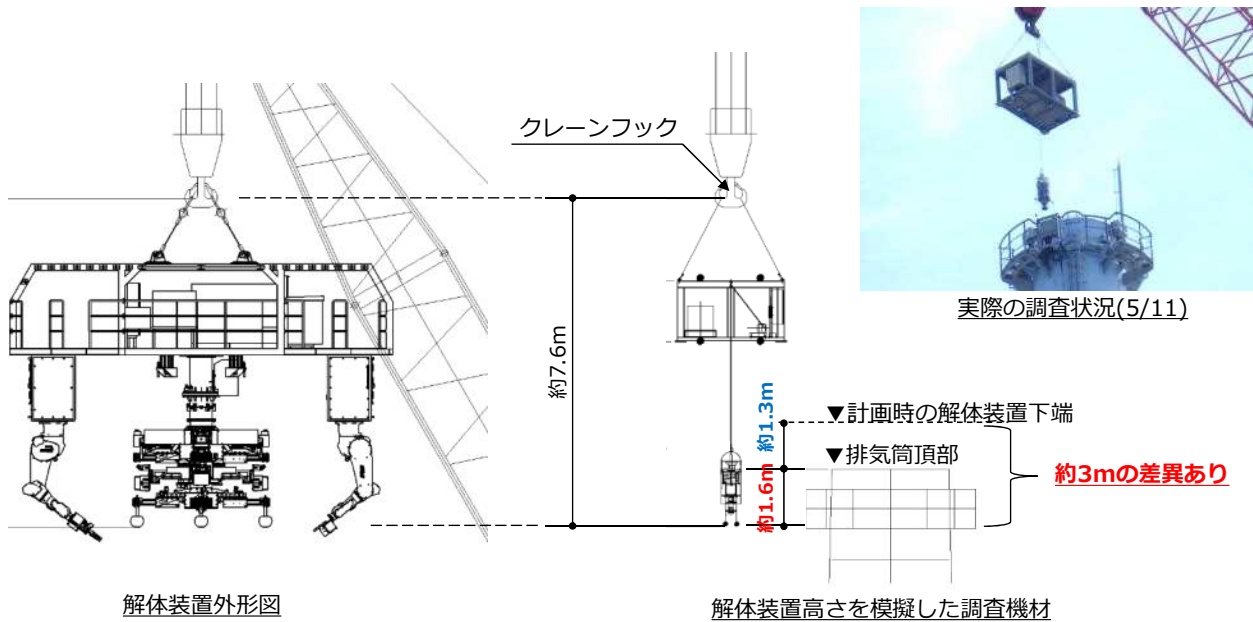 クレーンフック
実際の調査状況(5/11)
約7.6m
約1.3m
▼計画時の解体装置下端
▼排気筒頂部
約1.6m
約3mの差異あり
解体装置外形図
解体装置高さを模擬した調査機材